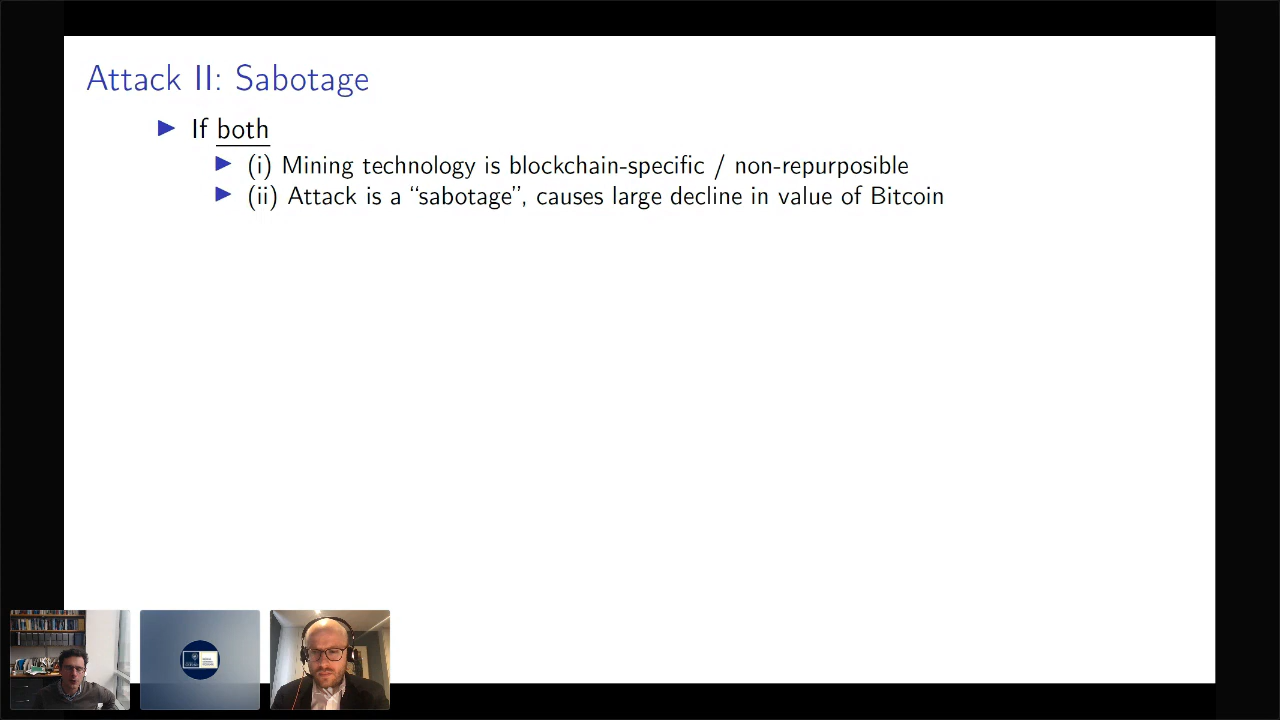 Attack II: Sabotage
▶ If both
▶ (i) Mining technology is blockchain-specific / non-repurposible
▶ (ii) Attack is a “sabotage”, causes large decline in value of Bitcoin